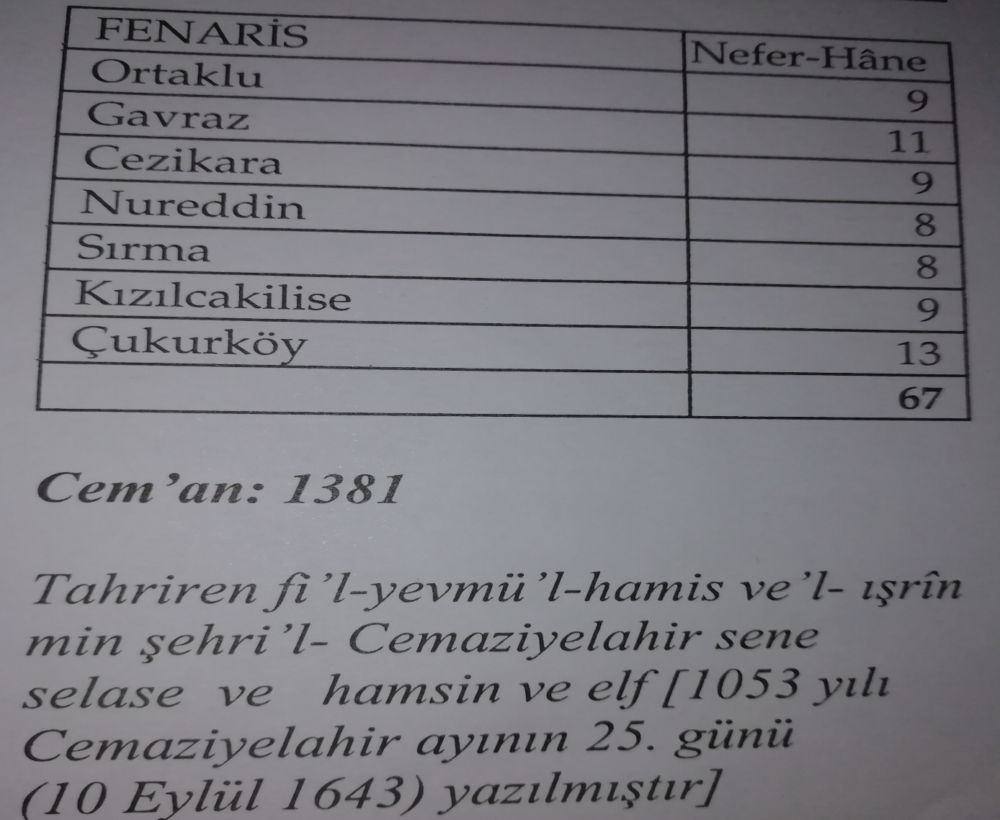 FENARİS Nefer-Hâne
Ortaklu 9
Gavraz 11
Cezikara 9
Nureddin 8
Sırma 8
Kızılcakilise 9
Çukurköy 13
67
Cem'an: 1381
Tahriren fi'l-yevmü'l-hamis ve'l- ışrîn
min şehri'l- Cemaziyelahir sene
selase ve hamsin ve elf [1053 yılı
Cemaziyelahir ayının 25. günü
(10 Eylül 1643) yazılmıştır]